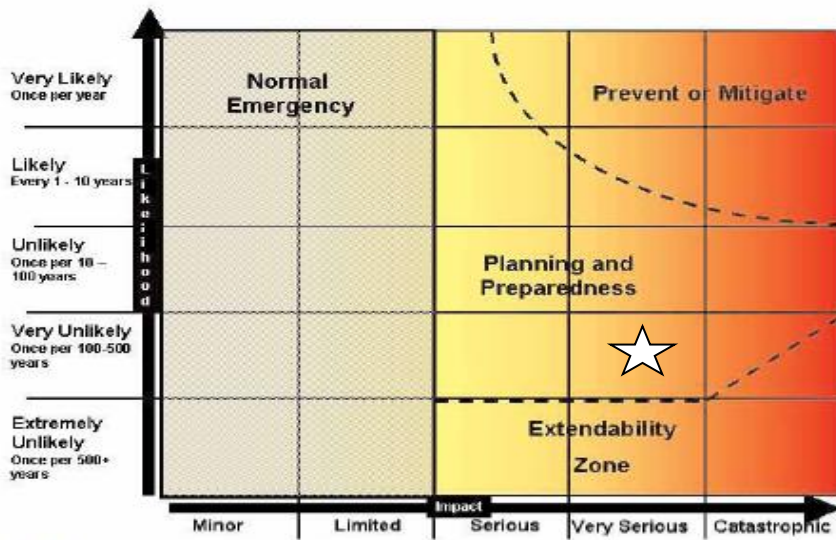 Very Likely
Once per year
Normal
Emergency
Prevent or Mitigate
Likely
Every 1 - 10 years
Likeliihood
Unlikely
Once per 10 –
100 years
Planning and
Preparedness
Very Unlikely
Once per 100-500
years
Extremely
Unlikely
Once per 500+
years
Extendability
Zone
Impact
Minor
Limited
Serious
Very Serious
Catastrophic